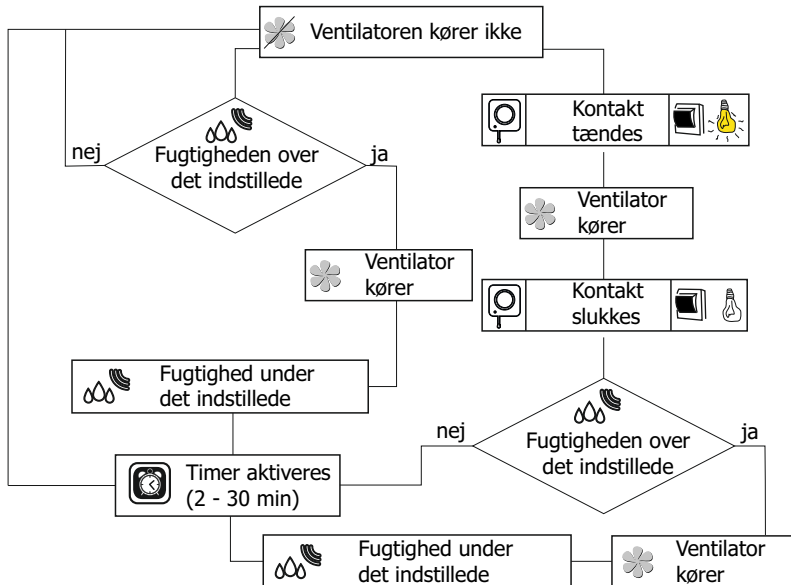 Ventilatoren kører ikke
Kontakt
tændes
nej
Fugtigheden over
det indstillede
ja
Ventilator
kører
Ventilator
kører
Kontakt
slukkes
Fugtighed under
det indstillede
nej
Fugtigheden over
det indstillede
ja
Timer aktiveres
(2 - 30 min)
Fugtighed under
det indstillede
Ventilator
kører